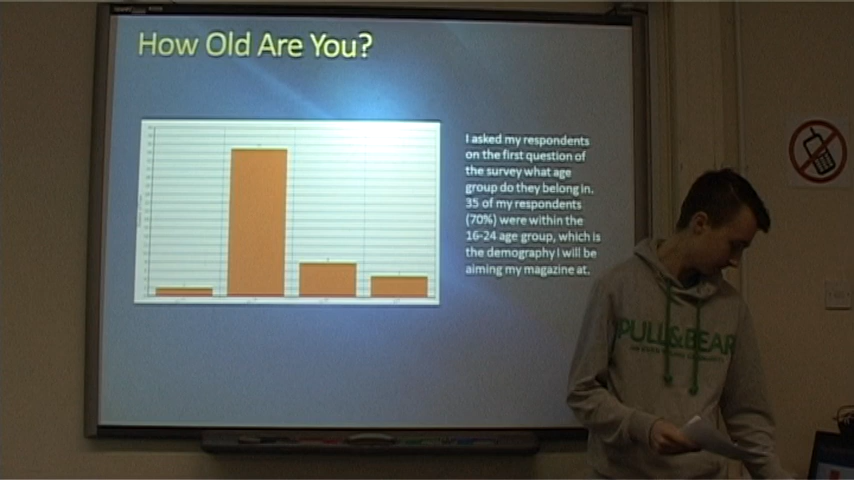 How Old Are You?
I asked my respondents
on the first question of
the survey what age
group do they belong in.
35 of my respondents
(70%) were within the
16-24 age group, which is
the demography I will be
aiming my magazine at.
PULL&BEAR